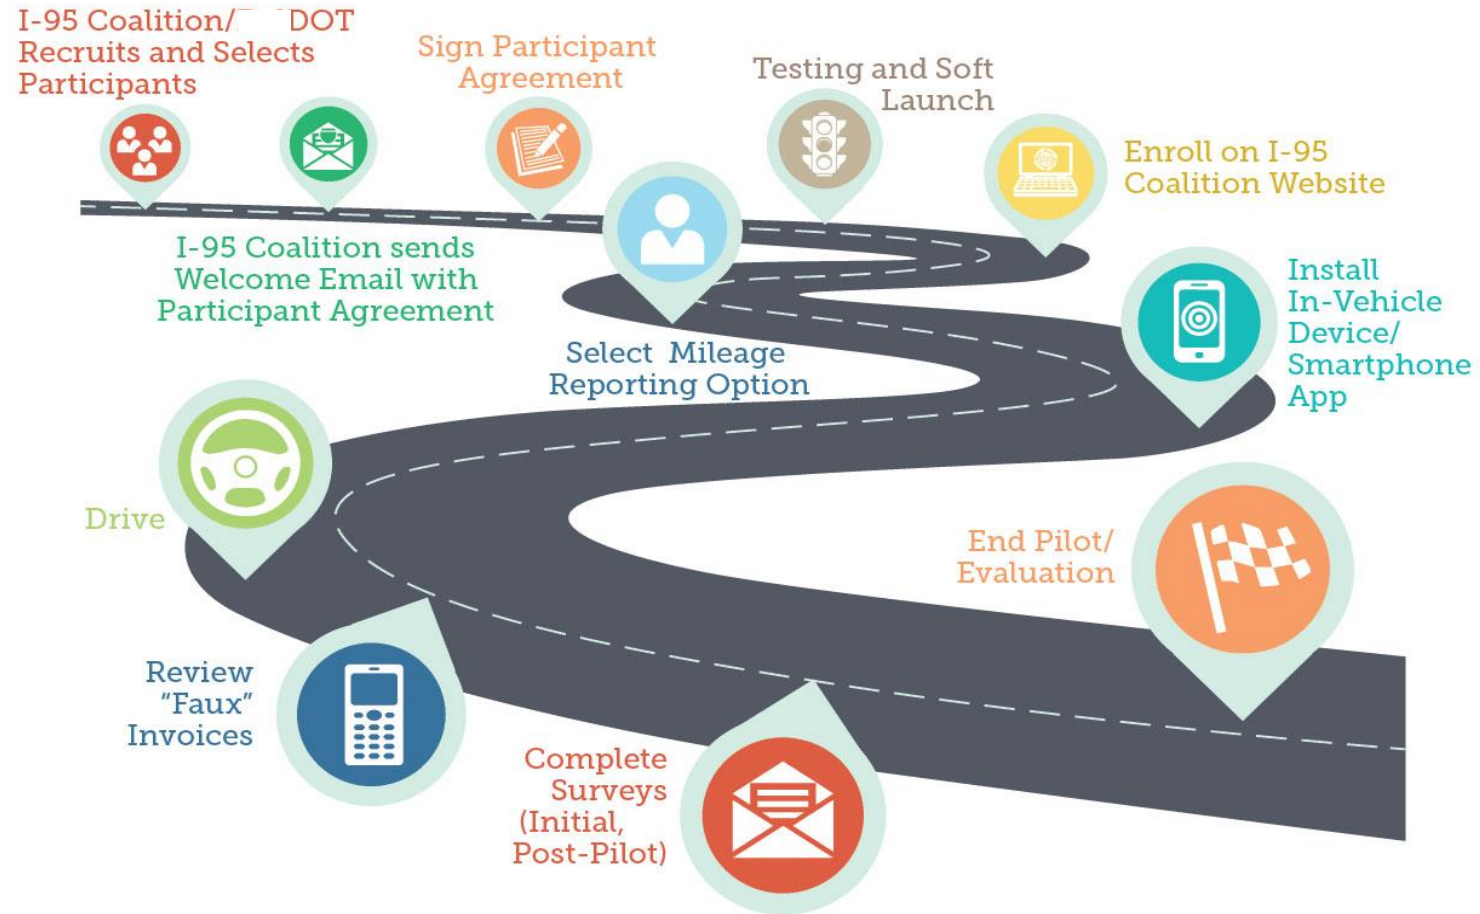 I-95 Coalition/ DOT
Recruits and Selects
Participants
I-95 Coalition sends
Welcome Email with
Participant Agreement
Sign Participant
Agreement
Testing and Soft
Launch
Enroll on I-95
Coalition Website
Select Mileage
Reporting Option
Install
In-Vehicle
Device/
Smartphone
App
Drive
Review
“Faux”
Invoices
Complete
Surveys
(Initial,
Post-Pilot)
End Pilot/
Evaluation